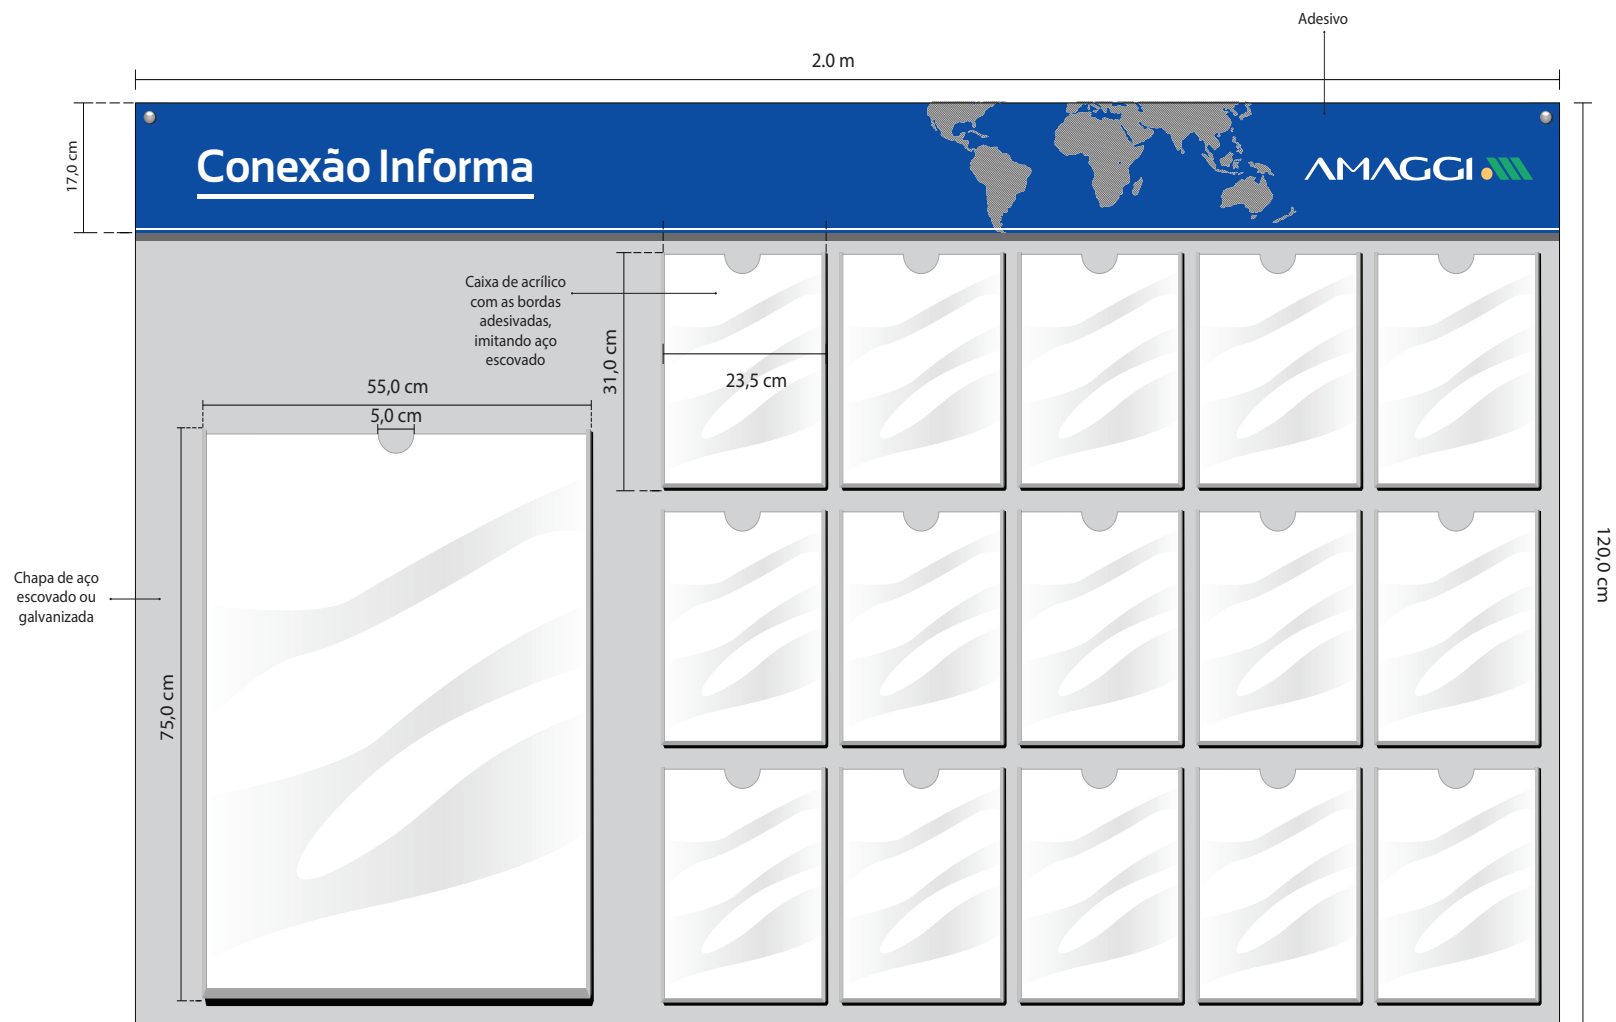 Adesivo
2.0 m
17,0 cm
Conexão Informa
AMAGGI
Caixa de acrílico
com as bordas
adesivadas,
imitando aço
escovado
31,0 cm
23,5 cm
55,0 cm
5,0 cm
120,0 cm
Chapa de aço
escovado ou
galvanizada
75,0 cm